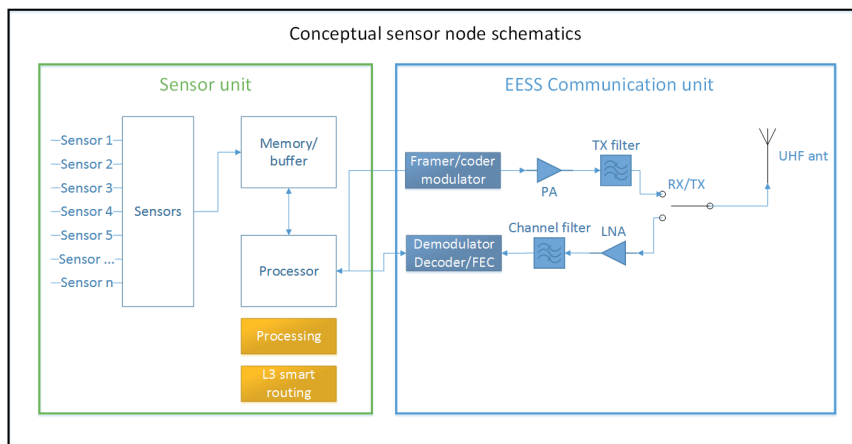 Conceptual sensor node schematics
Sensor unit
Sensor 1
Sensor 2
Sensor 3
Sensor 4
Sensor 5
Sensor ...
Sensor n
Sensors
Memory/
buffer
Processor
Processing
L3 smart
routing
EESS Communication unit
Framer/coder
modulator
PA
TX filter
RX/TX
UHF ant
Demodulator
Decoder/FEC
Channel filter
LNA